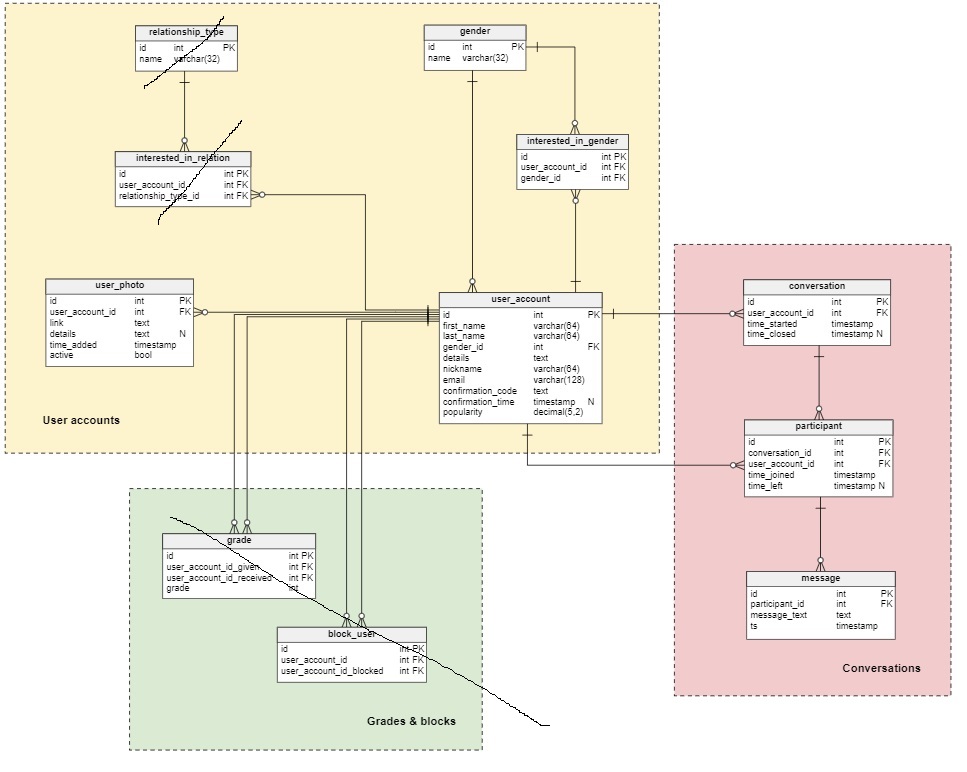 relationship_type
id int PK
name varchar(32)
gender
id int PK
name varchar(32)
interested_in_gender
id int PK
user_account_id int FK
gender_id int FK
interested_in_relation
id int PK
user_account_id int FK
relationship_type_id int FK
user_photo
id int PK
user_account_id int FK
link text
details text N
time_added timestamp
active bool
user_account
id int PK
first_name varchar(64)
last_name varchar(64)
gender_id int FK
details text
nickname varchar(64)
email varchar(128)
confirmation_code text
confirmation_time timestamp N
popularity decimal(5,2)
User accounts
conversation
id int PK
user_account_id int FK
time_started timestamp
time_closed timestamp N
participant
id int PK
conversation_id int FK
user_account_id int FK
time_joined timestamp
time_left timestamp N
message
id int PK
participant_id int FK
message_text text
ts timestamp
Conversations
grade
id int PK
user_account_id_given int FK
user_account_id_received int FK
grade int
block_user
id int PK
user_account_id int FK
user_account_id_blocked int FK
Grades & blocks